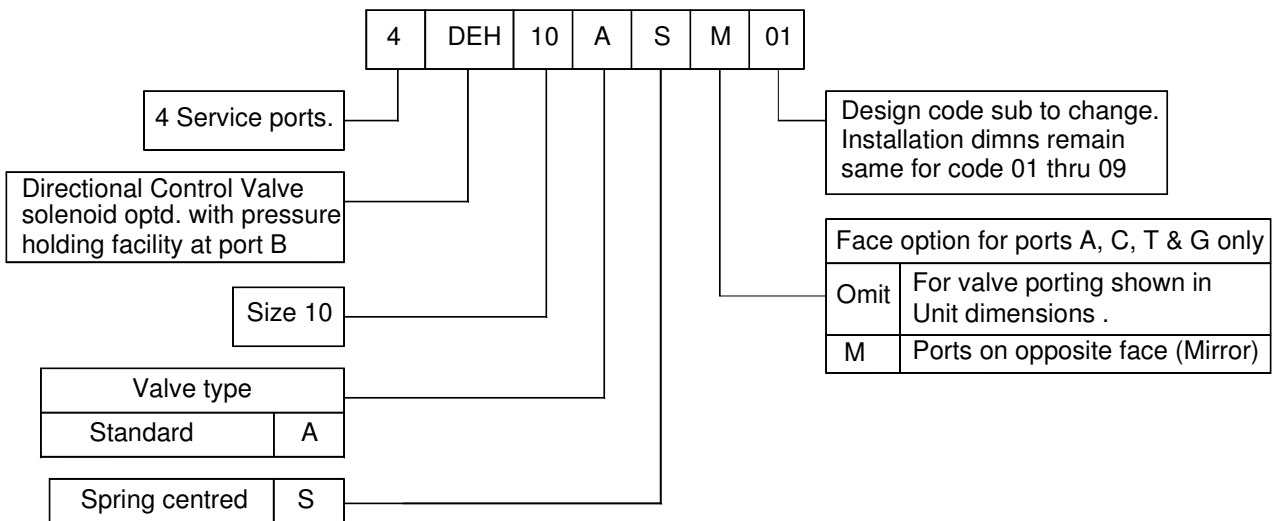 4 DEH 10 A S M 01
4 Service ports.
Directional Control Valve
solenoid optd. with pressure
holding facility at port B
Size 10
Valve type
Standard A
Spring centred S
Design code sub to change.
Installation dimns remain
same for code 01 thru 09
Face option for ports A, C, T & G only
Omit For valve porting shown in
Unit dimensions .
M Ports on opposite face (Mirror)